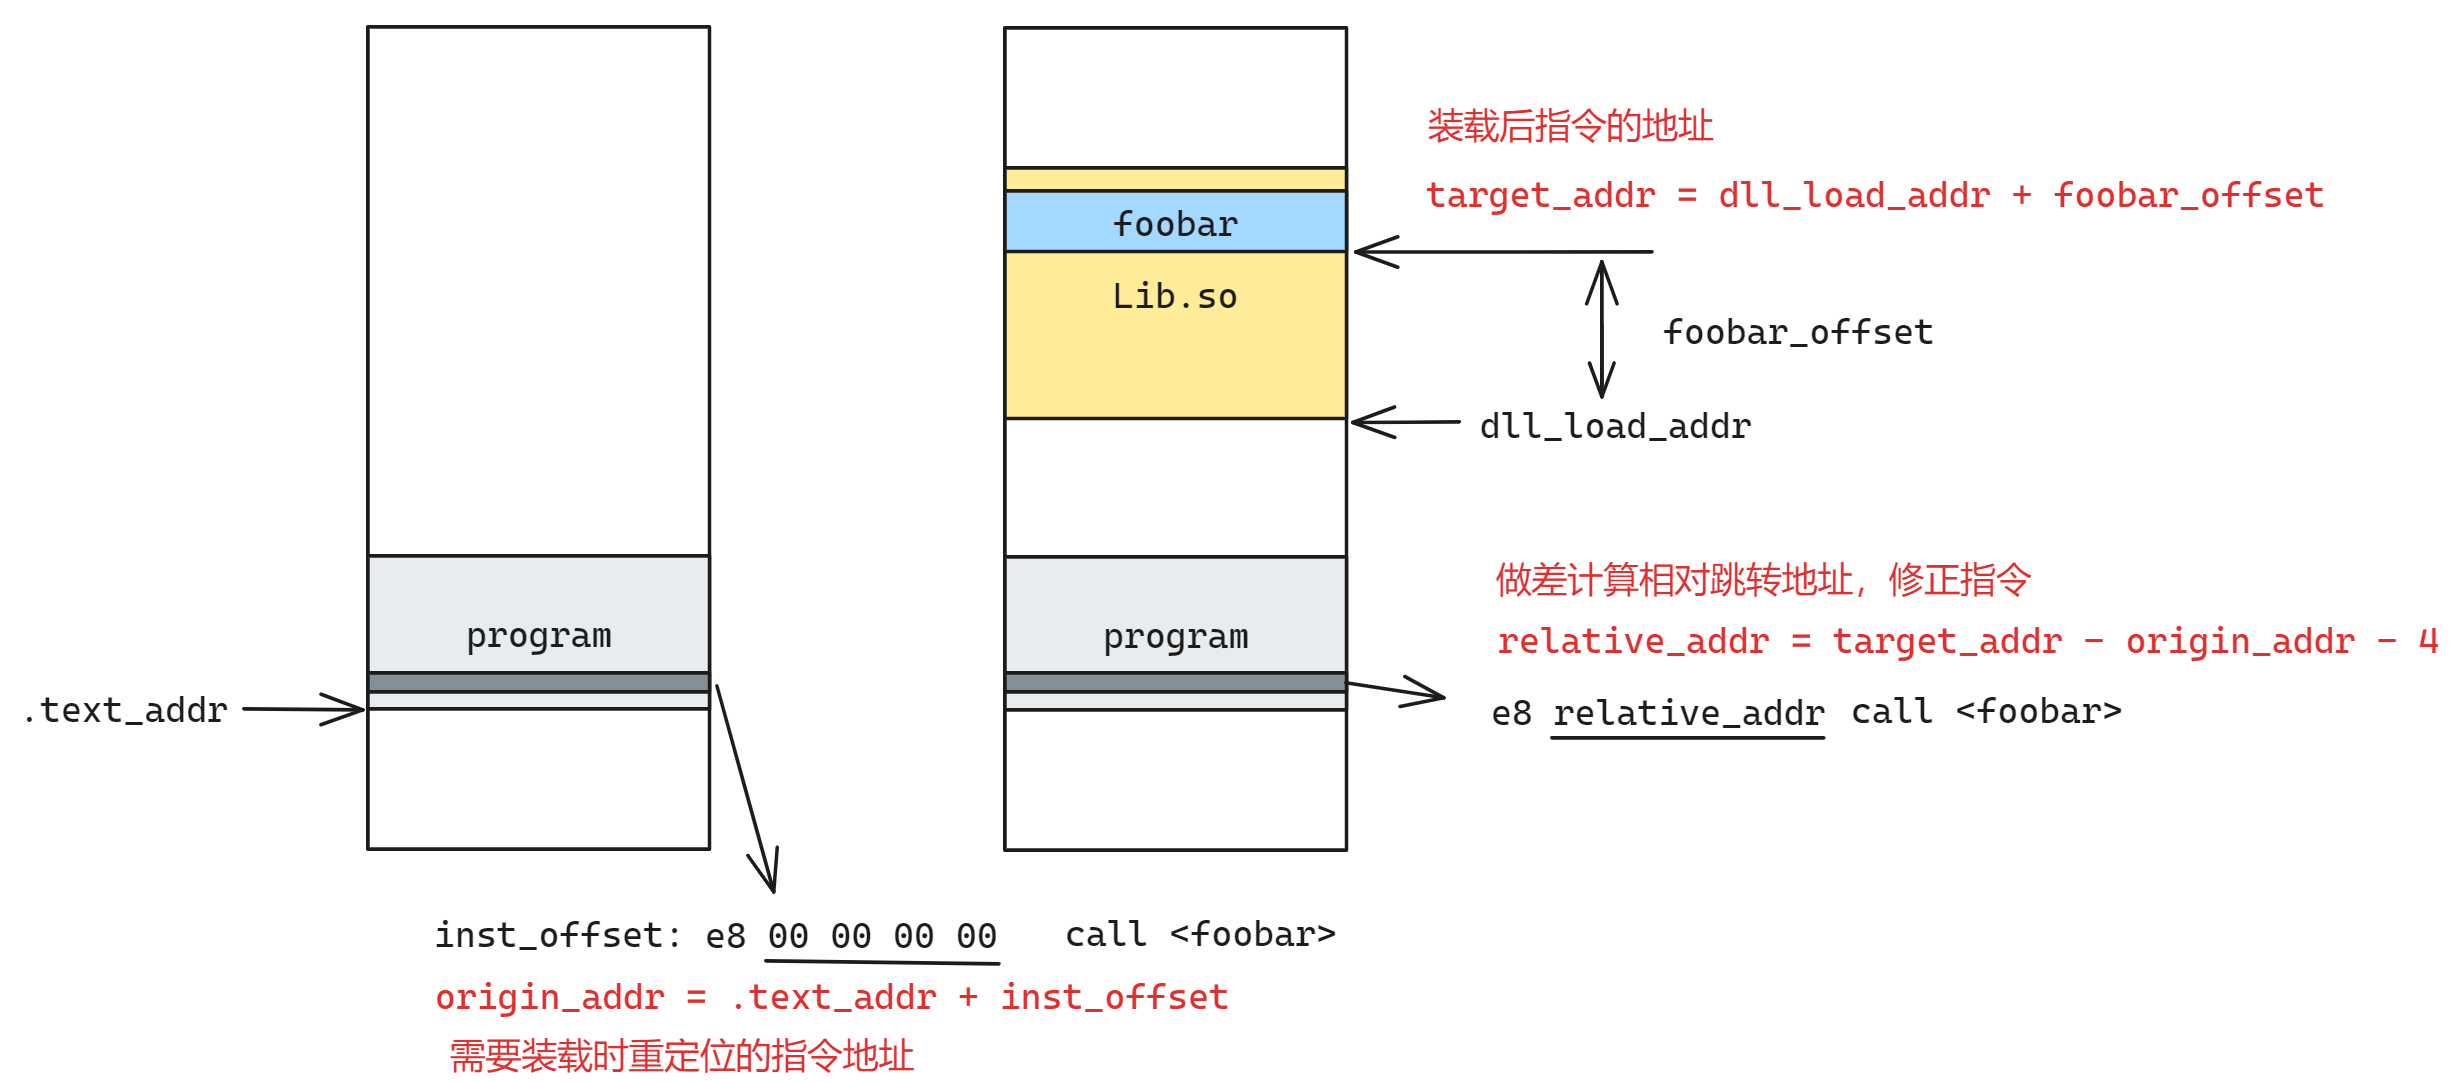 装载后指令的地址
target_addr = dll_load_addr + foobar_offset
foobar
Lib.so
foobar_offset
dll_load_addr
做差计算相对跳转地址，修正指令
program
program
relative_addr = target_addr - origin_addr - 4
.text_addr
e8 relative_addr call <foobar>
inst_offset: e8 00 00 00 00 call <foobar>
origin_addr = .text_addr + inst_offset
需要装载时重定位的指令地址